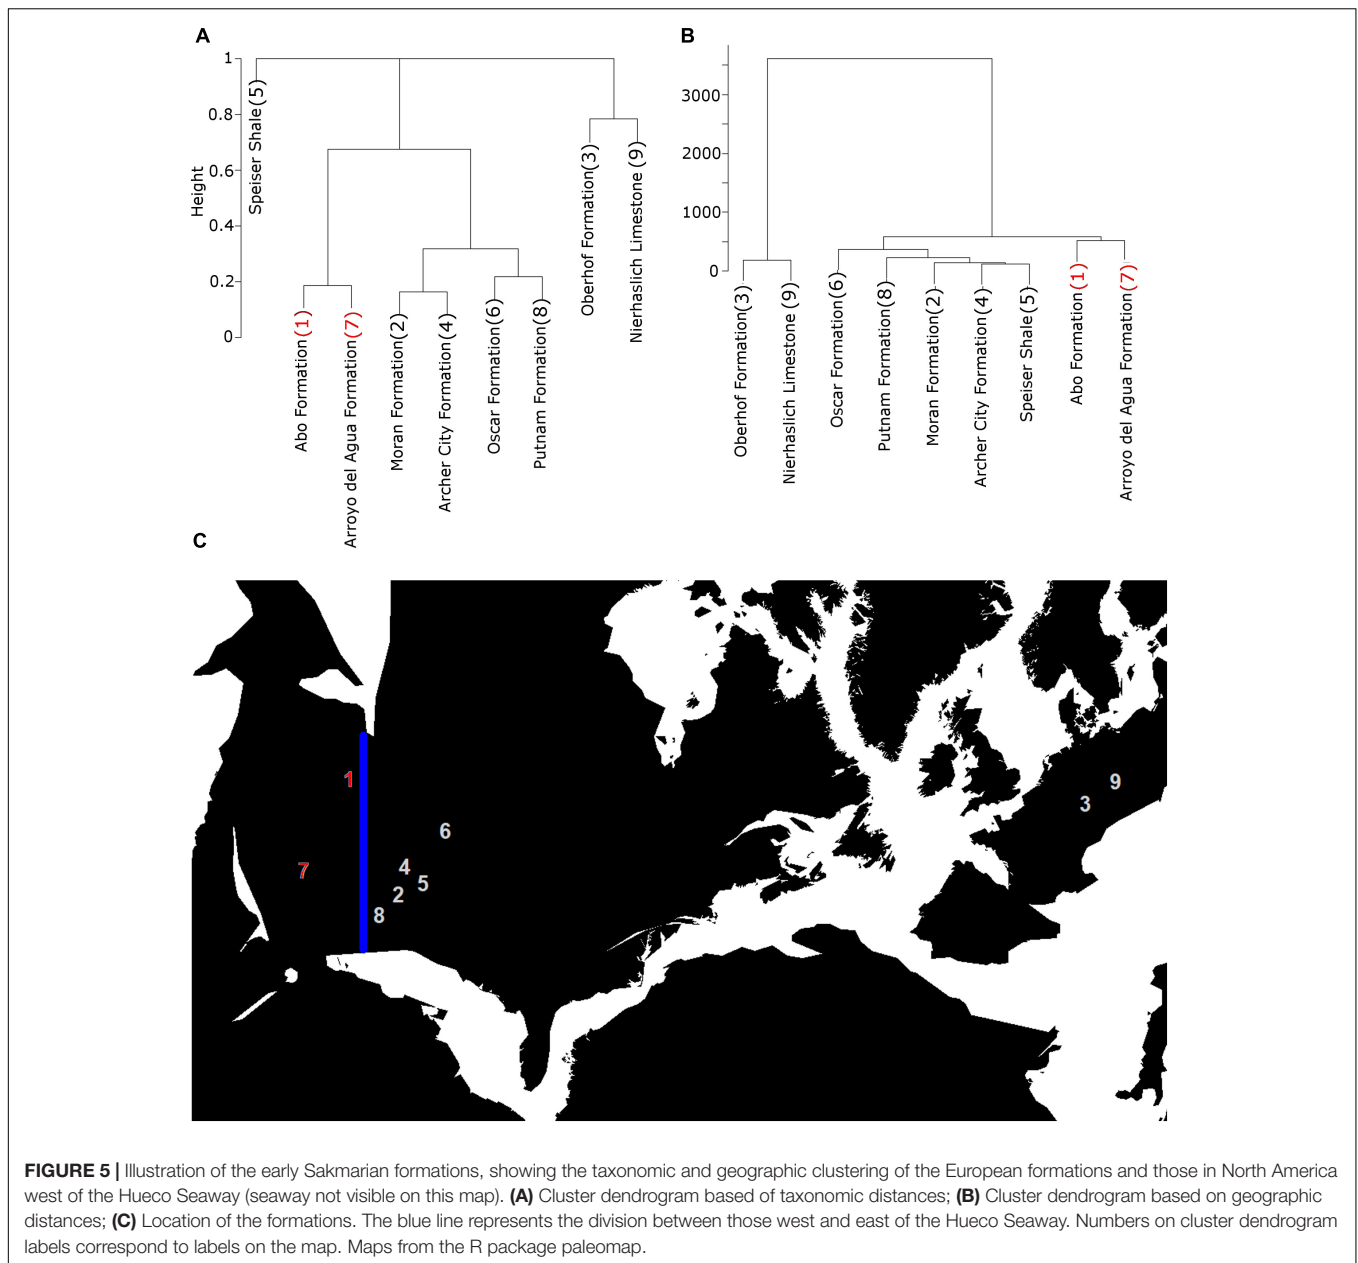 A
Height
1
0.8
0.6
0.4
0.2
0
Speiser Shale (5)
Abo Formation (1)
Arroyo del Agua Formation (7)
Moran Formation (2)
Archer City Formation (4)
Oscar Formation (6)
Putnam Formation (8)
Oberhof Formation (3)
Nierhaslich Limestone (9)
B
3000
2000
1000
0
Oberhof Formation (3)
Nierhaslich Limestone (9)
Oscar Formation (6)
Putnam Formation (8)
Moran Formation (2)
Archer City Formation (4)
Speiser Shale (5)
Abo Formation (1)
Arroyo del Agua Formation (7)
C
1
9
3
6
7
4
5
2
8
FIGURE 5 | Illustration of the early Sakmarian formations, showing the taxonomic and geographic clustering of the European formations and those in North America
west of the Hueco Seaway (seaway not visible on this map). (A) Cluster dendrogram based of taxonomic distances; (B) Cluster dendrogram based on geographic
distances; (C) Location of the formations. The blue line represents the division between those west and east of the Hueco Seaway. Numbers on cluster dendrogram
labels correspond to labels on the map. Maps from the R package paleomap.